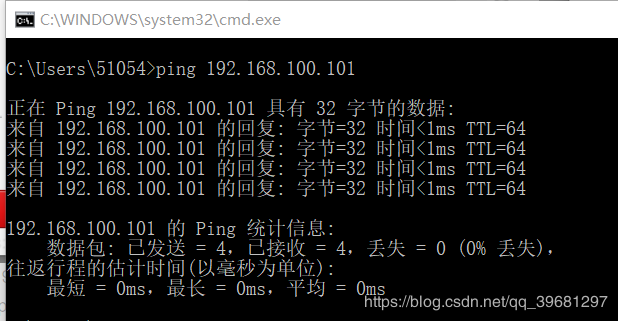 C:\WINDOWS\system32\cmd.exe
C:\Users\51054>ping 192.168.100.101
正在 Ping 192.168.100.101 具有 32 字节的数据:
来自 192.168.100.101 的回复: 字节=32 时间<1ms TTL=64
来自 192.168.100.101 的回复: 字节=32 时间<1ms TTL=64
来自 192.168.100.101 的回复: 字节=32 时间<1ms TTL=64
来自 192.168.100.101 的回复: 字节=32 时间<1ms TTL=64
192.168.100.101 的 Ping 统计信息:
数据包: 已发送 = 4，已接收 = 4，丢失 = 0 (0% 丢失)，
往返行程的估计时间(以毫秒为单位):
最短 = 0ms，最长 = 0ms，平均 = 0ms
https://blog.csdn.net/qq_39681297